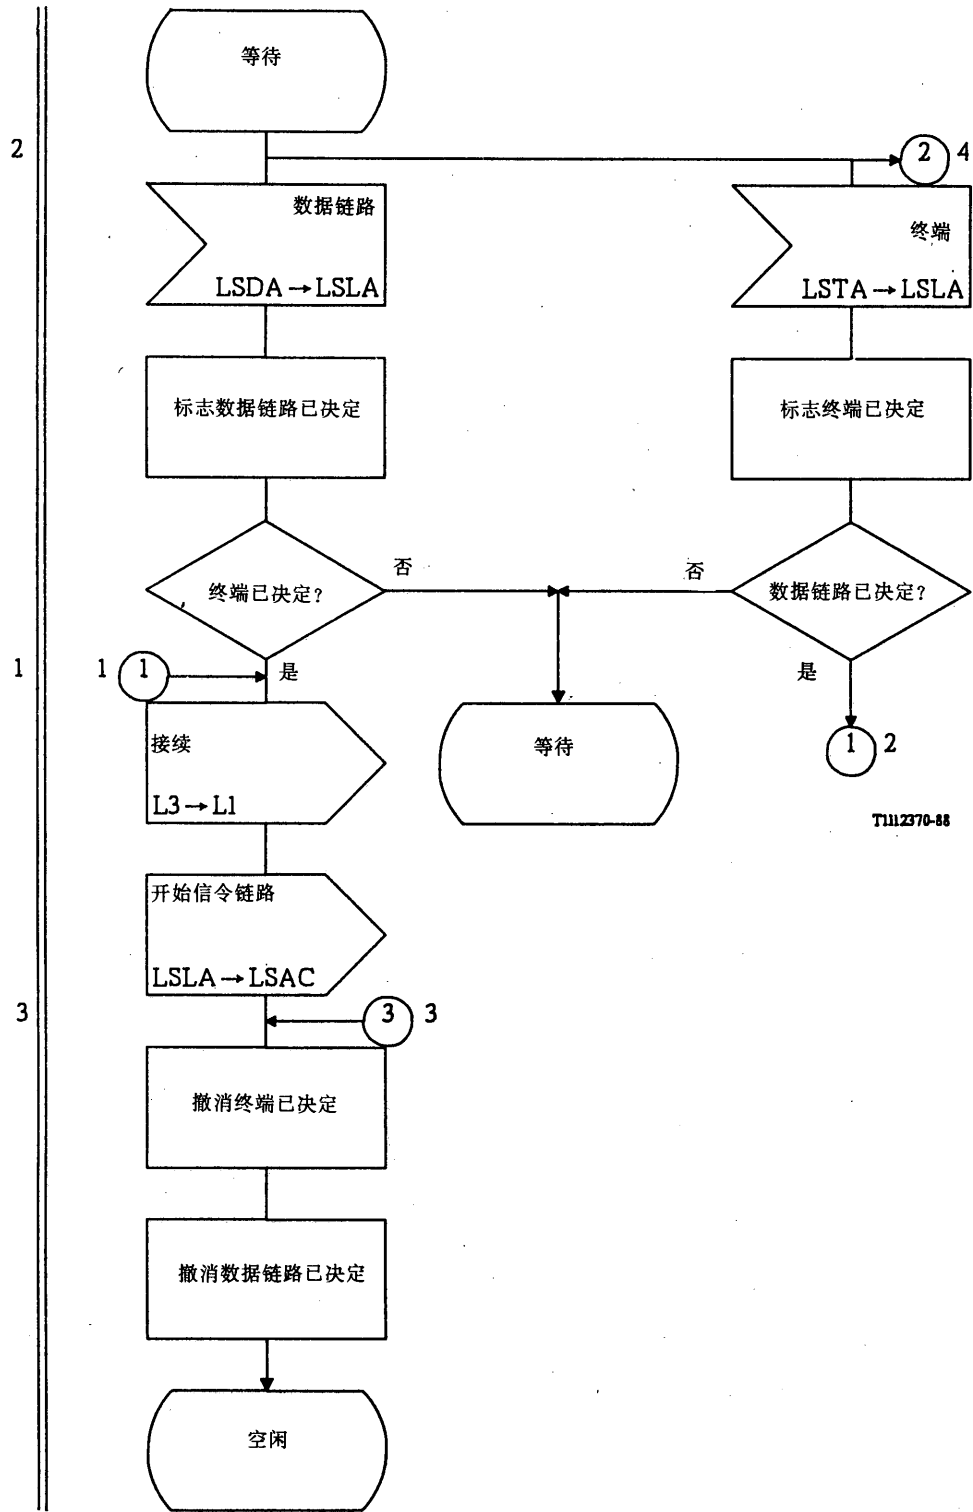 等待
2
2 4
数据链路
LSDA→LSLA
终端
LSTA→LSLA
标志数据链路已决定
标志终端已决定
终端已决定?
否
否
数据链路已决定?
1
1 1
是
是
接续
L3→L1
等待
1 2
T1112370-88
开始信令链路
LSLA→LSAC
3
3 3
撤消终端已决定
撤消数据链路已决定
空闲